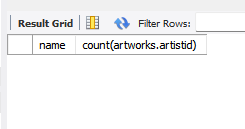 Result Grid Filter Rows:
name count(artworks.artistid)